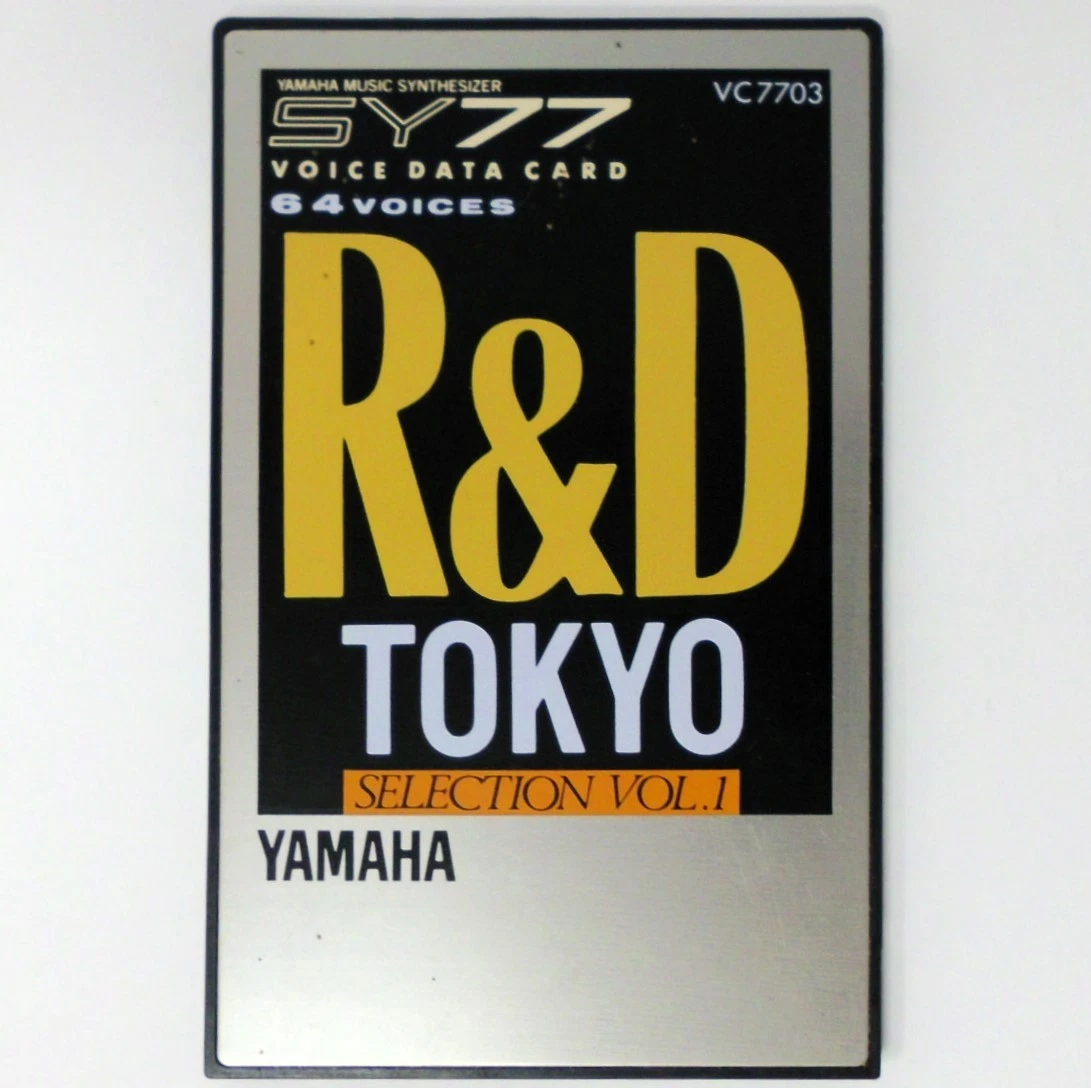 YAMAHA MUSIC SYNTHESIZER
VC7703
SY77
VOICE DATA CARD
64 VOICES
R&D
TOKYO
SELECTION VOL.1
YAMAHA